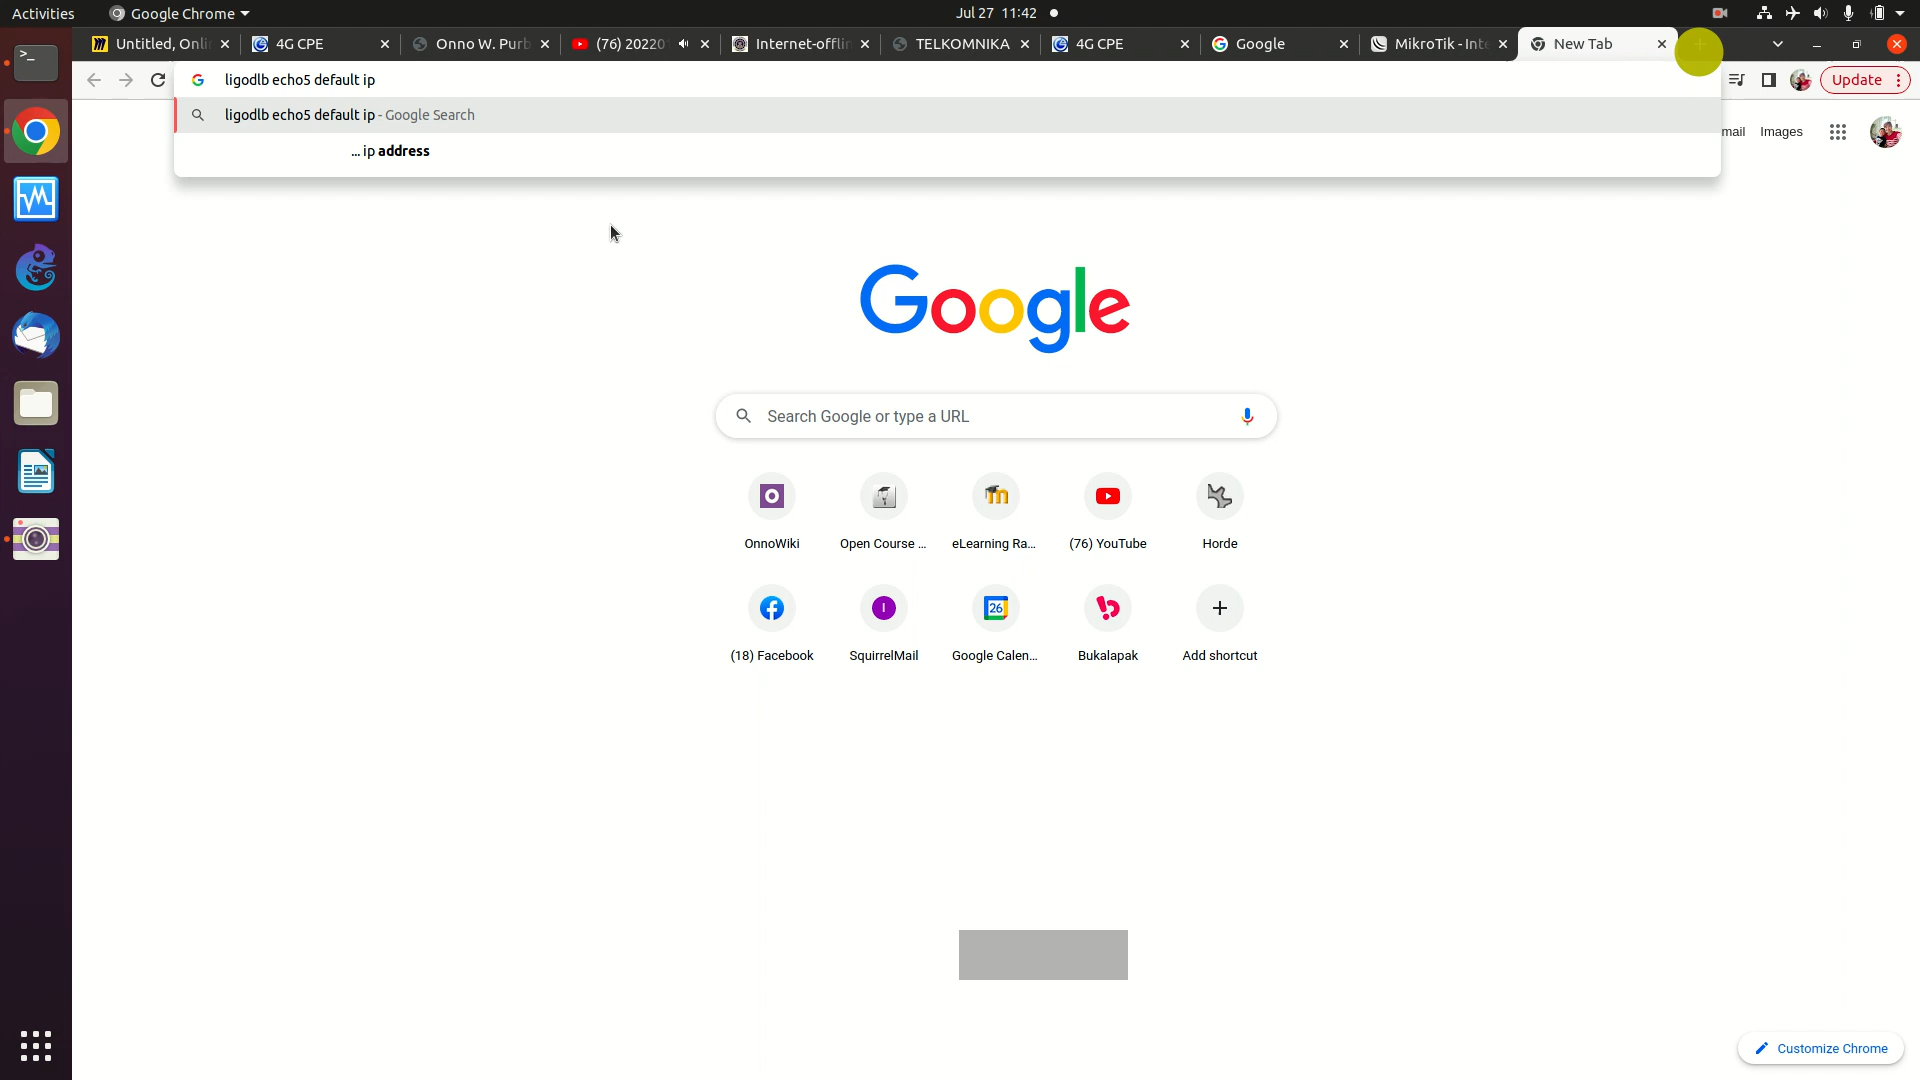 Activities
Google Chrome
Jul 27 11:42
Untitled, Onli
4G CPE
Onno W. Purb
(76) 20220
Internet-offlin
TELKOMNIKA
4G CPE
Google
MikroTik - Inte
New Tab
ligodlb echo5 default ip
Update
ligodlb echo5 default ip - Google Search
... ip address
mail
Images
Google
Search Google or type a URL
OnnoWiki
Open Course ...
eLearning Ra...
(76) YouTube
Horde
I
26
(18) Facebook
SquirrelMail
Google Calen...
Bukalapak
Add shortcut
Customize Chrome